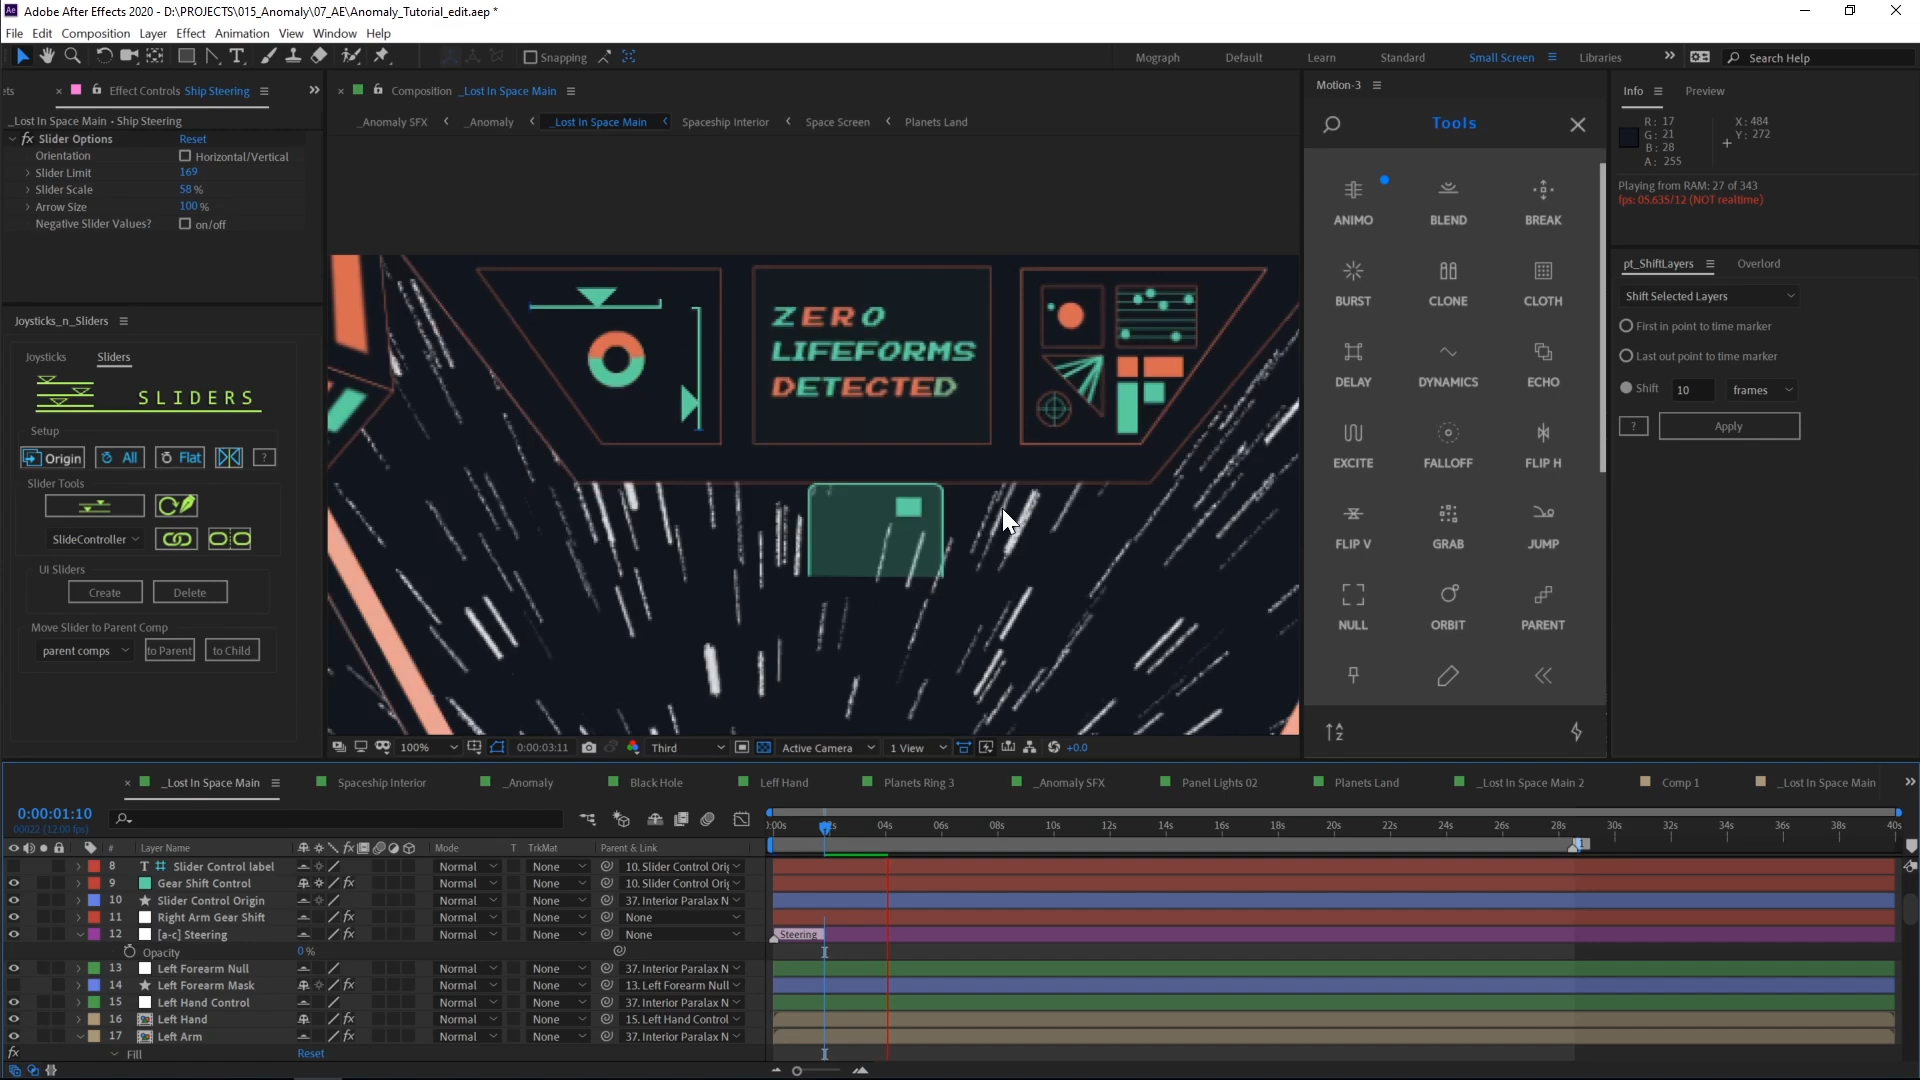 Adobe After Effects 2020 - D:\PROJECTS\015_Anomaly\07_AE\Anomaly_Tutorial_edit.aep *
File Edit Composition Layer Effect Animation View Window Help
Snapping
Mograph Default Learn Standard Small Screen Libraries Search Help
ets Effect Controls Ship Steering
_Lost In Space Main • Ship Steering
fx Slider Options Reset
Orientation Horizontal/Vertical
Slider Limit 169
Slider Scale 58 %
Arrow Size 100 %
Negative Slider Values? on/off
Joysticks_n_Sliders
Joysticks Sliders
SLIDERS
Setup
Origin All Flat ?
Slider Tools
SlideController
UI Sliders
Create Delete
Move Slider to Parent Comp
parent comps to Parent to Child
Composition _Lost In Space Main
_Anomaly SFX _Anomaly _Lost In Space Main Spaceship Interior Space Screen Planets Land
ZERO
LIFEFORMS
DETECTED
100% 0:00:03:11 Third Active Camera 1 View +0.0
Motion-3
Tools
ANIMO BLEND BREAK
BURST CLONE CLOTH
DELAY DYNAMICS ECHO
EXCITE FALLOFF FLIP H
FLIP V GRAB JUMP
NULL ORBIT PARENT
Info Preview
R: 17 X: 484
G: 21 Y: 272
B: 28
A: 255
Playing from RAM: 27 of 343
fps: 05.635/12 (NOT realtime)
pt_ShiftLayers Overlord
Shift Selected Layers
First in point to time marker
Last out point to time marker
Shift 10 frames
? Apply
_Lost In Space Main Spaceship Interior _Anomaly Black Hole Leff Hand Planets Ring 3 _Anomaly SFX Panel Lights 02 Planets Land _Lost In Space Main 2 Comp 1 _Lost In Space Main
0:00:01:10
00022 (12.00 fps)
:00s 02s 04s 06s 08s 10s 12s 14s 16s 18s 20s 22s 24s 26s 28s 30s 32s 34s 36s 38s 40s
# Layer Name Mode T TrkMat Parent & Link
8 T Slider Control label Normal None 10. Slider Control Orig
9 Gear Shift Control Normal None 10. Slider Control Orig
10 Slider Control Origin Normal None 37. Interior Paralax N
11 Right Arm Gear Shift Normal None None
12 [a-c] Steering Normal None None Steering
Opacity 0 %
13 Left Forearm Null Normal None 37. Interior Paralax N
14 Left Forearm Mask Normal None 13. Left Forearm Null
15 Left Hand Control Normal None 37. Interior Paralax N
16 Left Hand Normal None 15. Left Hand Control
17 Left Arm Normal None 37. Interior Paralax N
fx Fill Reset